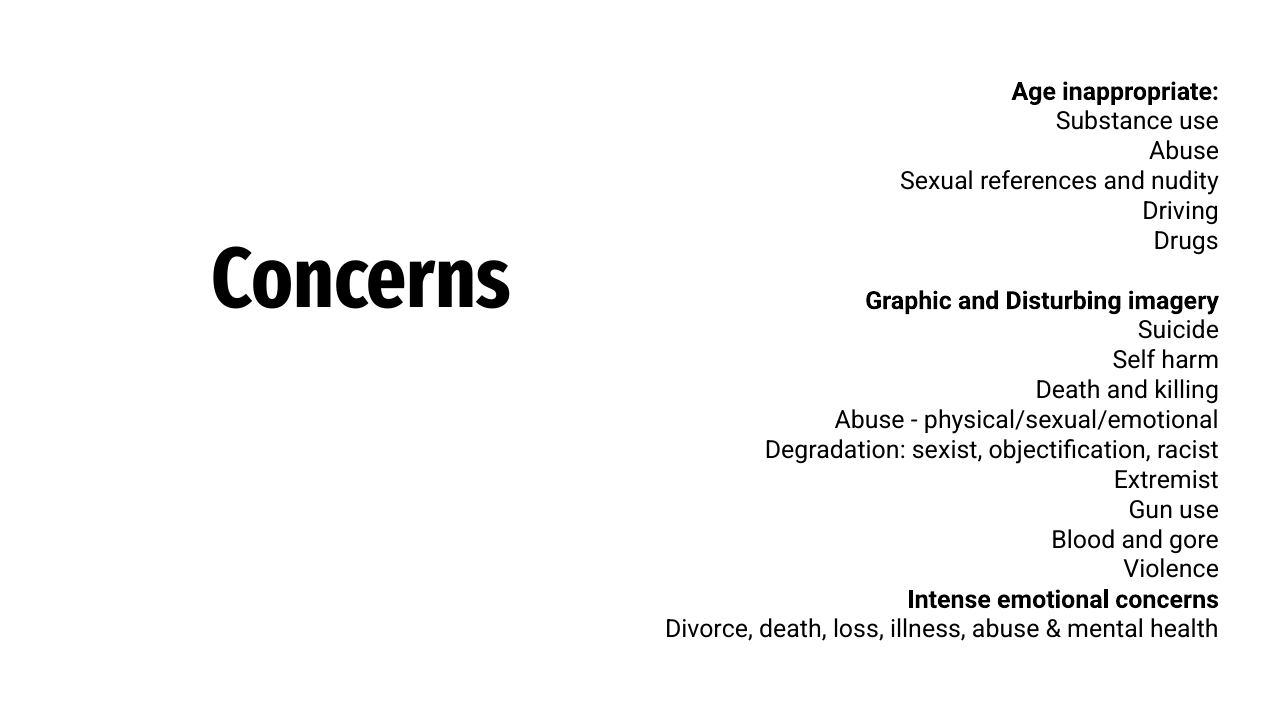 Concerns
Age inappropriate:
Substance use
Abuse
Sexual references and nudity
Driving
Drugs
Graphic and Disturbing imagery
Suicide
Self harm
Death and killing
Abuse - physical/sexual/emotional
Degradation: sexist, objectification, racist
Extremist
Gun use
Blood and gore
Violence
Intense emotional concerns
Divorce, death, loss, illness, abuse & mental health